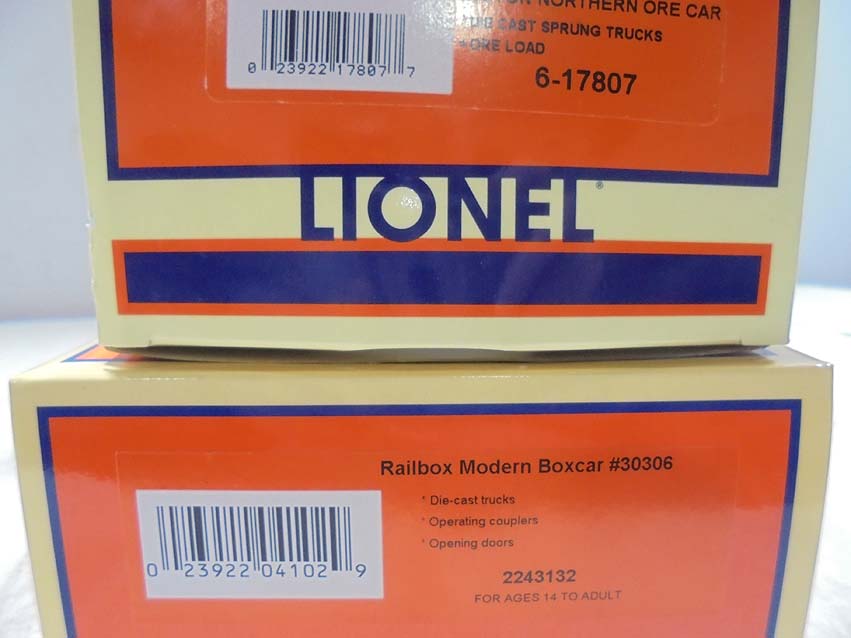 NORTHERN ORE CAR
DIE CAST SPRUNG TRUCKS
ORE LOAD
0 23922 17807 7
6-17807
LIONEL®
Railbox Modern Boxcar #30306
* Die-cast trucks
* Operating couplers
* Opening doors
0 23922 04102 9
2243132
FOR AGES 14 TO ADULT